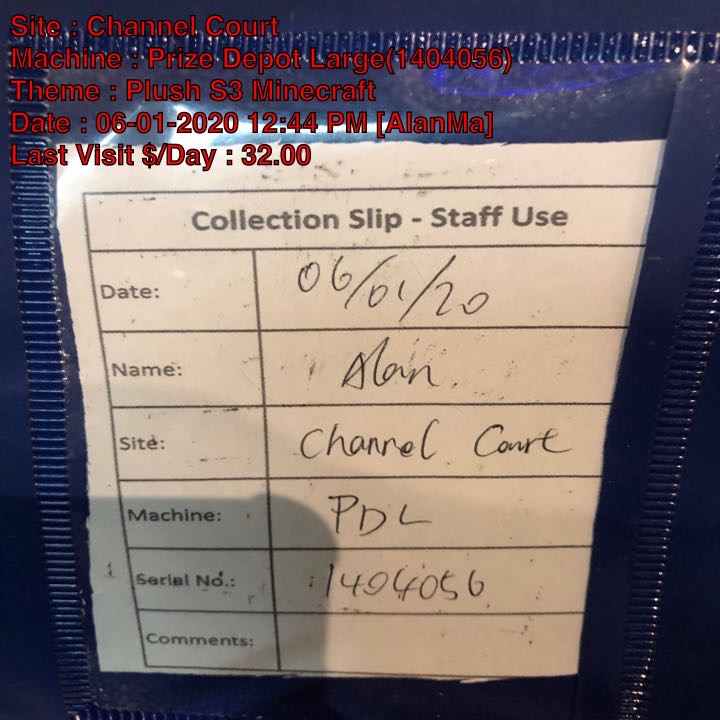 Site : Channel Court
Machine : Prize Depot Large(1404056)
Theme : Plush S3 Minecraft
Date : 06-01-2020 12:44 PM [AlanMa]
Last Visit $/Day : 32.00
Collection Slip - Staff Use
Date: 06/01/20
Name: Alan
Site: Channel Court
Machine: PDL
Serial No.: 1494056
Comments: